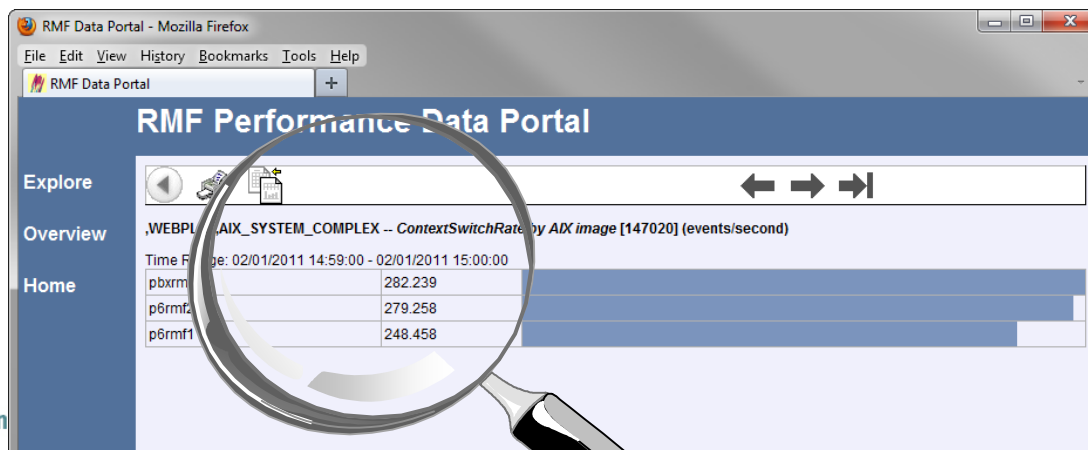 RMF Data Portal - Mozilla Firefox
File Edit View History Bookmarks Tools Help
RMF Data Portal +
RMF Performance Data Portal
Explore
Overview
Home
AIX_SYSTEM_COMPLEX -- ContextSwitchRate by AIX image [147020] (events/second)
Time Range: 02/01/2011 14:59:00 - 02/01/2011 15:00:00
282.239
p6rmf2 279.258
p6rmf1 248.458